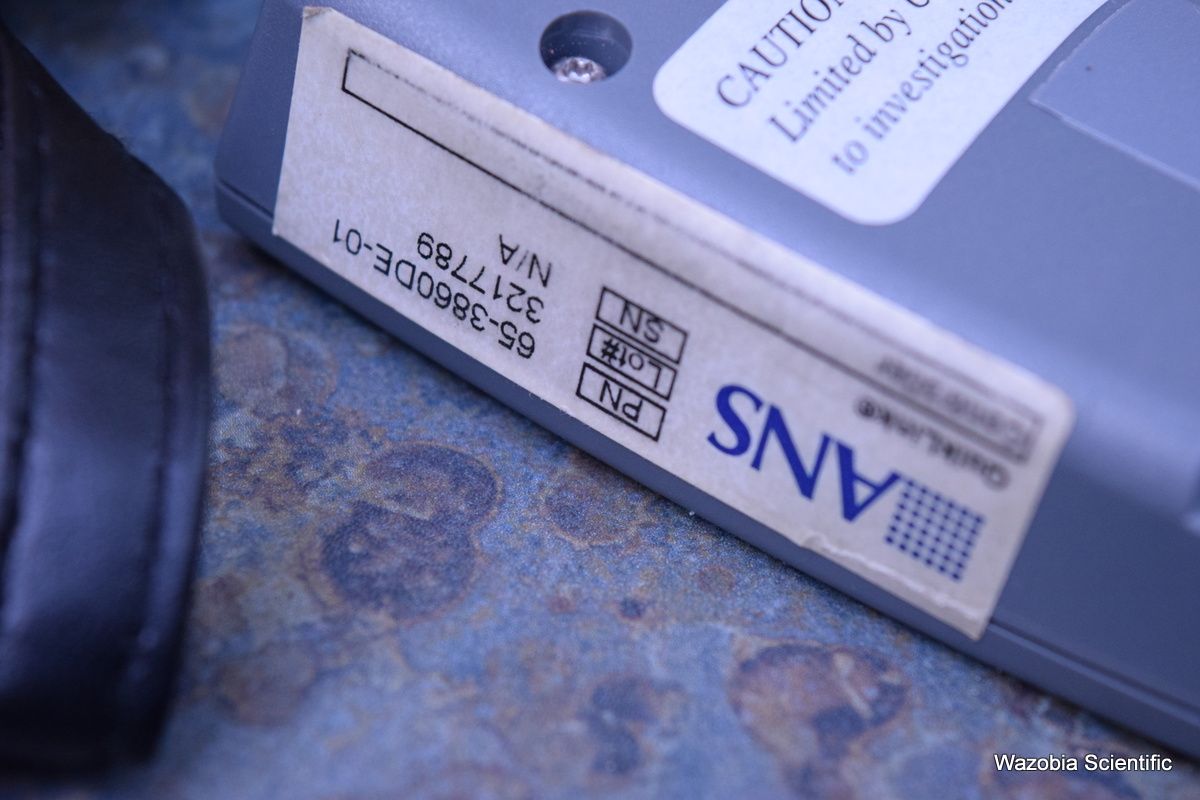 CAUTION
Limited by
to investigation
ANS
PN 65-3860DE-01
Lot# 3217789
SN N/A
Wazobia Scientific